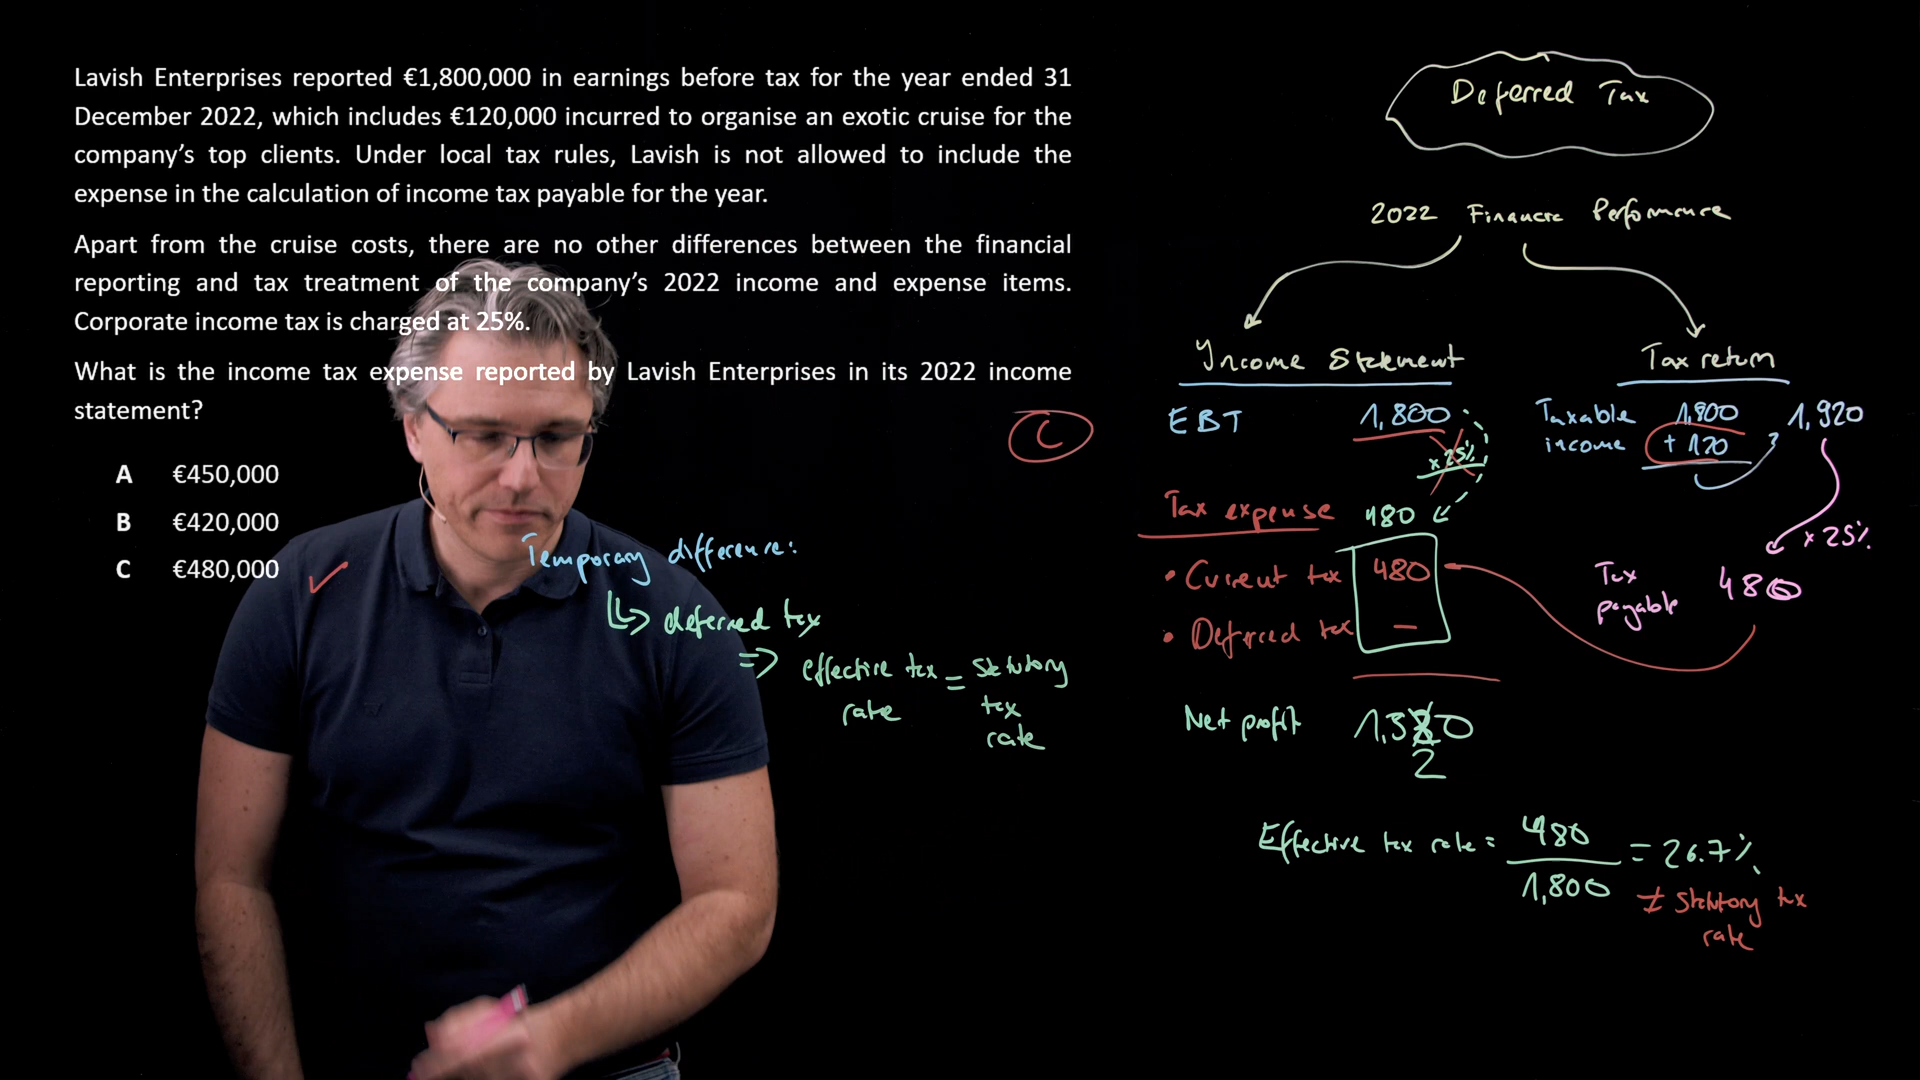 Lavish Enterprises reported €1,800,000 in earnings before tax for the year ended 31
December 2022, which includes €120,000 incurred to organise an exotic cruise for the
company's top clients. Under local tax rules, Lavish is not allowed to include the
expense in the calculation of income tax payable for the year.
Apart from the cruise costs, there are no other differences between the financial
reporting and tax treatment of the company's 2022 income and expense items.
Corporate income tax is charged at 25%.
What is the income tax expense reported by Lavish Enterprises in its 2022 income
statement?
A €450,000
B €420,000
C €480,000 ✓
C
Temporary difference:
↳ deferred tax
=> effective tax rate = statutory tax rate
Deferred Tax
2022 Finance Performance
Income Statement
EBT 1,800
x 25%
Tax expense 480
• Current tax 480
• Deferred tax –
Net profit 1,320
Tax return
Taxable income 1,800 + 120 1,920
x 25%
Tax payable 480
Effective tax rate = 480 / 1,800 = 26.7%
≠ Statutory tax
rate